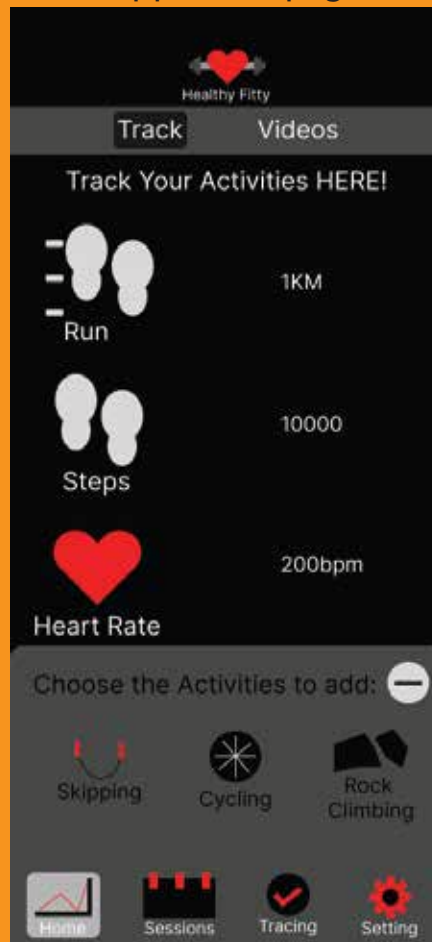 Healthy Fitty
Track Videos
Track Your Activities HERE!
1KM
Run
10000
Steps
200bpm
Heart Rate
Choose the Activities to add:
Skipping Cycling Rock
Climbing
Home Sessions Tracing Setting